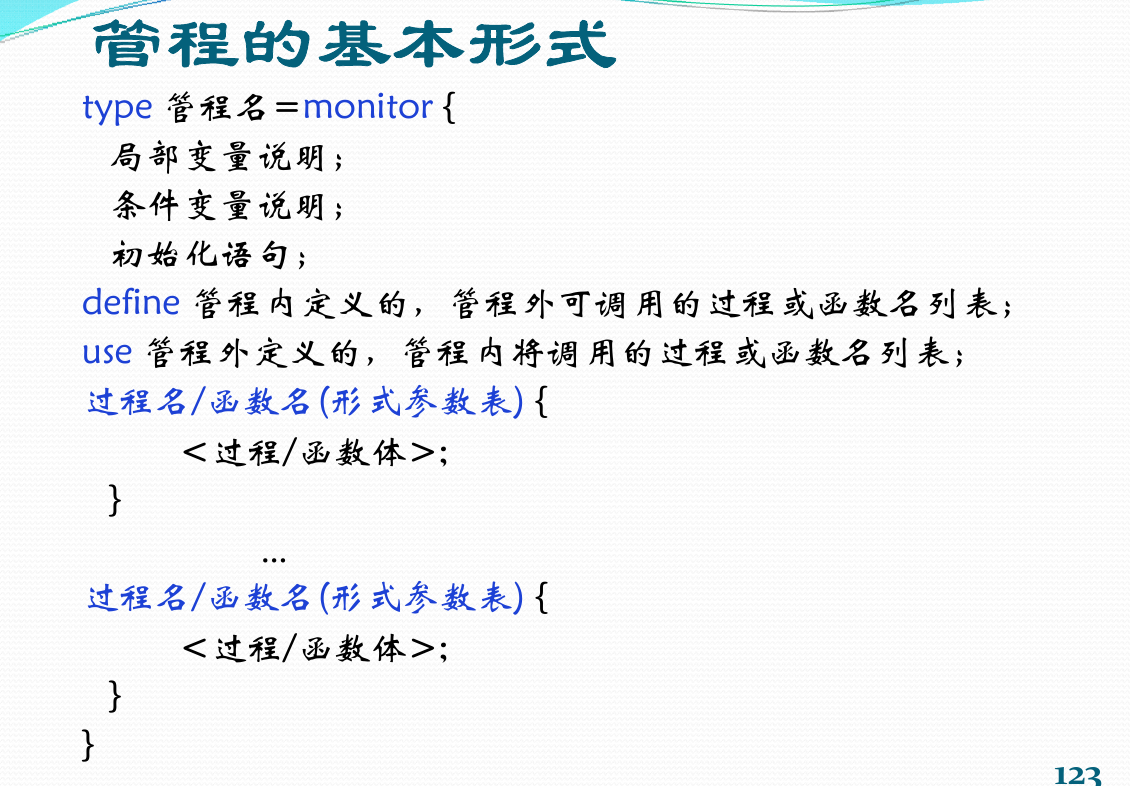 管程的基本形式
type 管程名=monitor {
局部变量说明;
条件变量说明;
初始化语句;
define 管程内定义的，管程外可调用的过程或函数名列表;
use 管程外定义的，管程内将调用的过程或函数名列表;
过程名/函数名(形式参数表) {
<过程/函数体>;
}
...
过程名/函数名(形式参数表) {
<过程/函数体>;
}
}
123